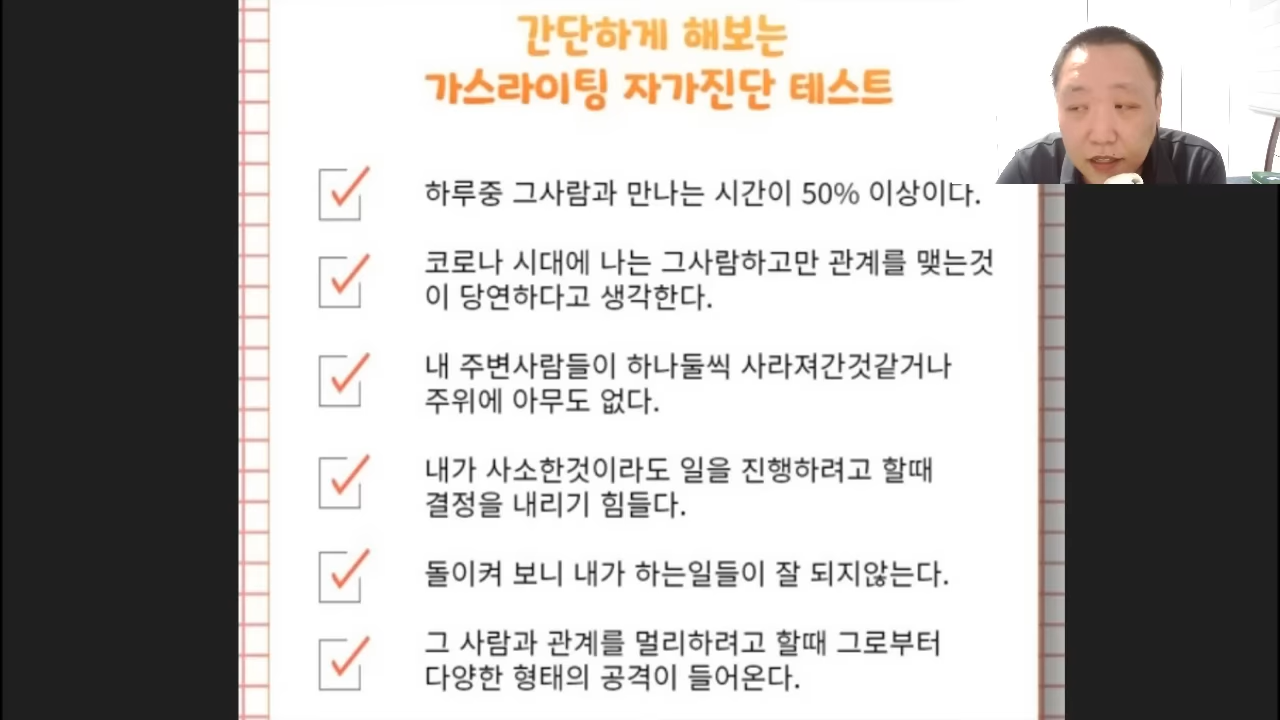 간단하게 해보는
가스라이팅 자가진단 테스트
하루중 그사람과 만나는 시간이 50% 이상이다.
코로나 시대에 나는 그사람하고만 관계를 맺는것
이 당연하다고 생각한다.
내 주변사람들이 하나둘씩 사라져간것같거나
주위에 아무도 없다.
내가 사소한것이라도 일을 진행하려고 할때
결정을 내리기 힘들다.
돌이켜 보니 내가 하는일들이 잘 되지않는다.
그 사람과 관계를 멀리하려고 할때 그로부터
다양한 형태의 공격이 들어온다.